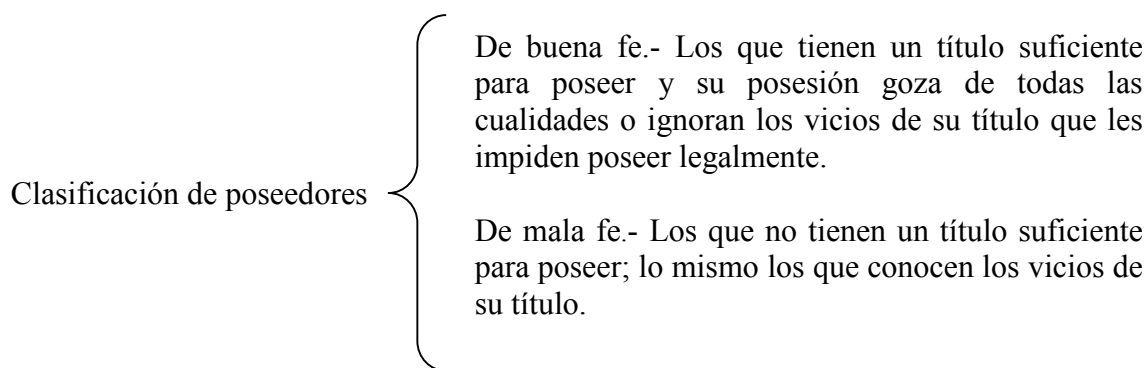 De buena fe.- Los que tienen un título suficiente
para poseer y su posesión goza de todas las
cualidades o ignoran los vicios de su título que les
impiden poseer legalmente.
Clasificación de poseedores
De mala fe.- Los que no tienen un título suficiente
para poseer; lo mismo los que conocen los vicios de
su título.